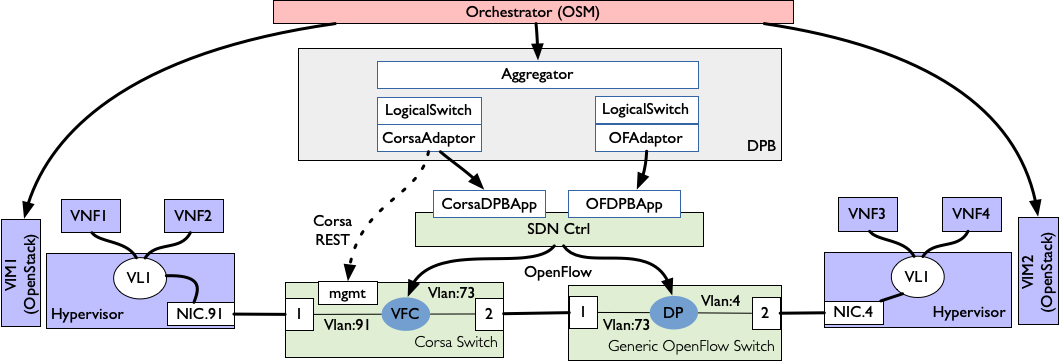 Orchestrator (OSM)
Aggregator
LogicalSwitch
CorsaAdaptor
LogicalSwitch
OFAdaptor
DPB
CorsaDPBApp
OFDPBApp
SDN Ctrl
Corsa
REST
OpenFlow
VIM1
(OpenStack)
VNF1
VNF2
VL1
NIC.91
Hypervisor
mgmt
1
Vlan:91
VFC
Vlan:73
2
Corsa Switch
1
Vlan:73
DP
Vlan:4
2
Generic OpenFlow Switch
VNF3
VNF4
VL1
NIC.4
Hypervisor
VIM2
(OpenStack)